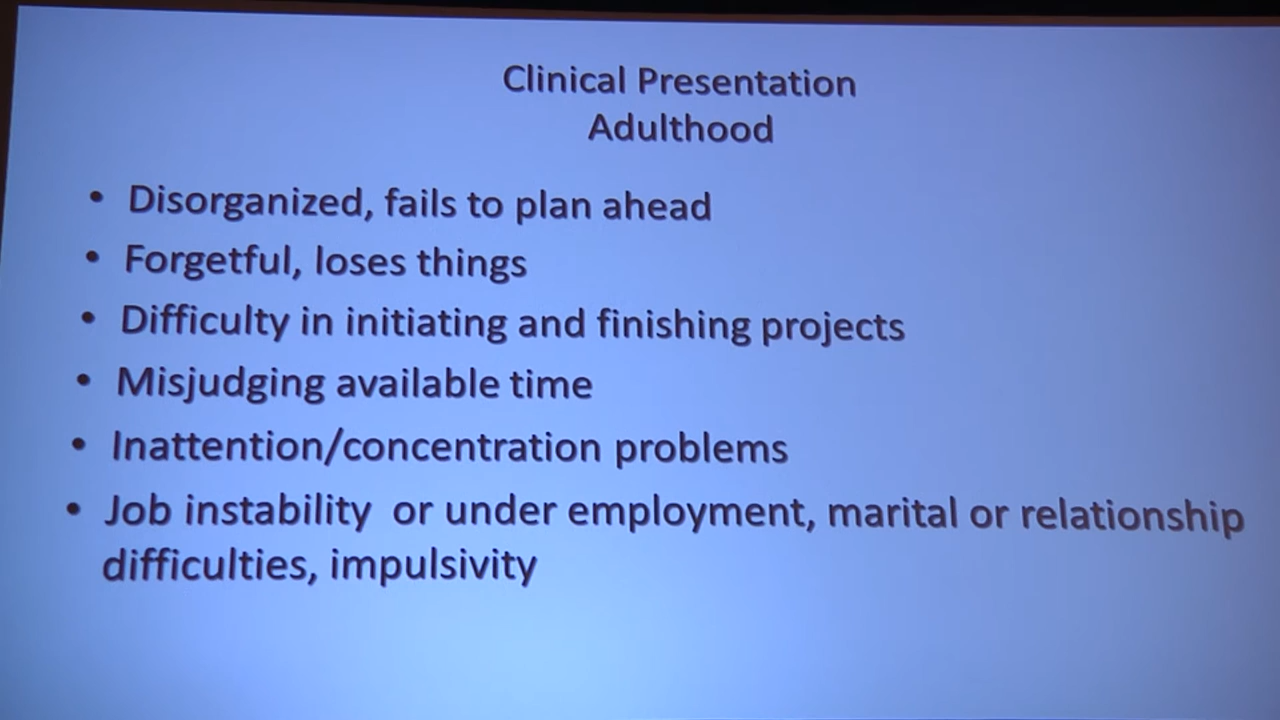 Clinical Presentation
Adulthood
• Disorganized, fails to plan ahead
• Forgetful, loses things
• Difficulty in initiating and finishing projects
• Misjudging available time
• Inattention/concentration problems
• Job instability or under employment, marital or relationship
difficulties, impulsivity